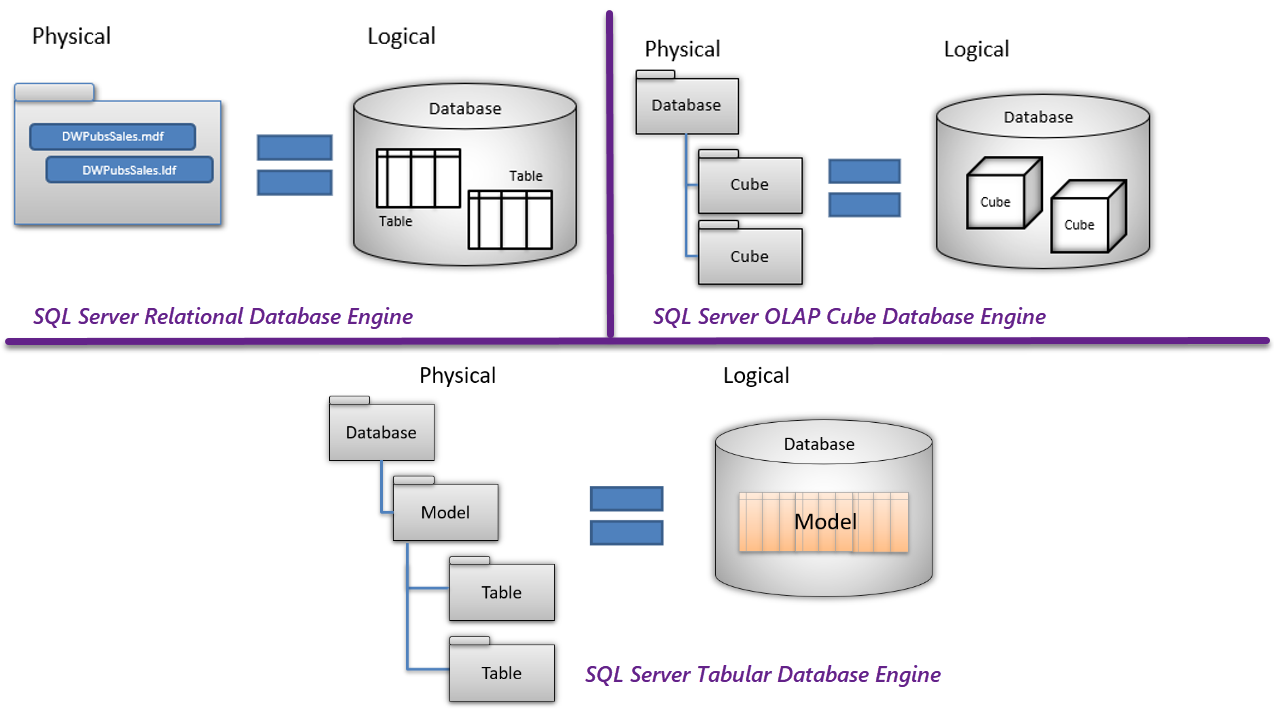 Physical
Logical
DWPubsSales.mdf
DWPubsSales.ldf
Database
Table
Table
SQL Server Relational Database Engine
Physical
Logical
Database
Cube
Cube
Database
Cube
Cube
SQL Server OLAP Cube Database Engine
Physical
Logical
Database
Model
Table
Table
Database
Model
SQL Server Tabular Database Engine